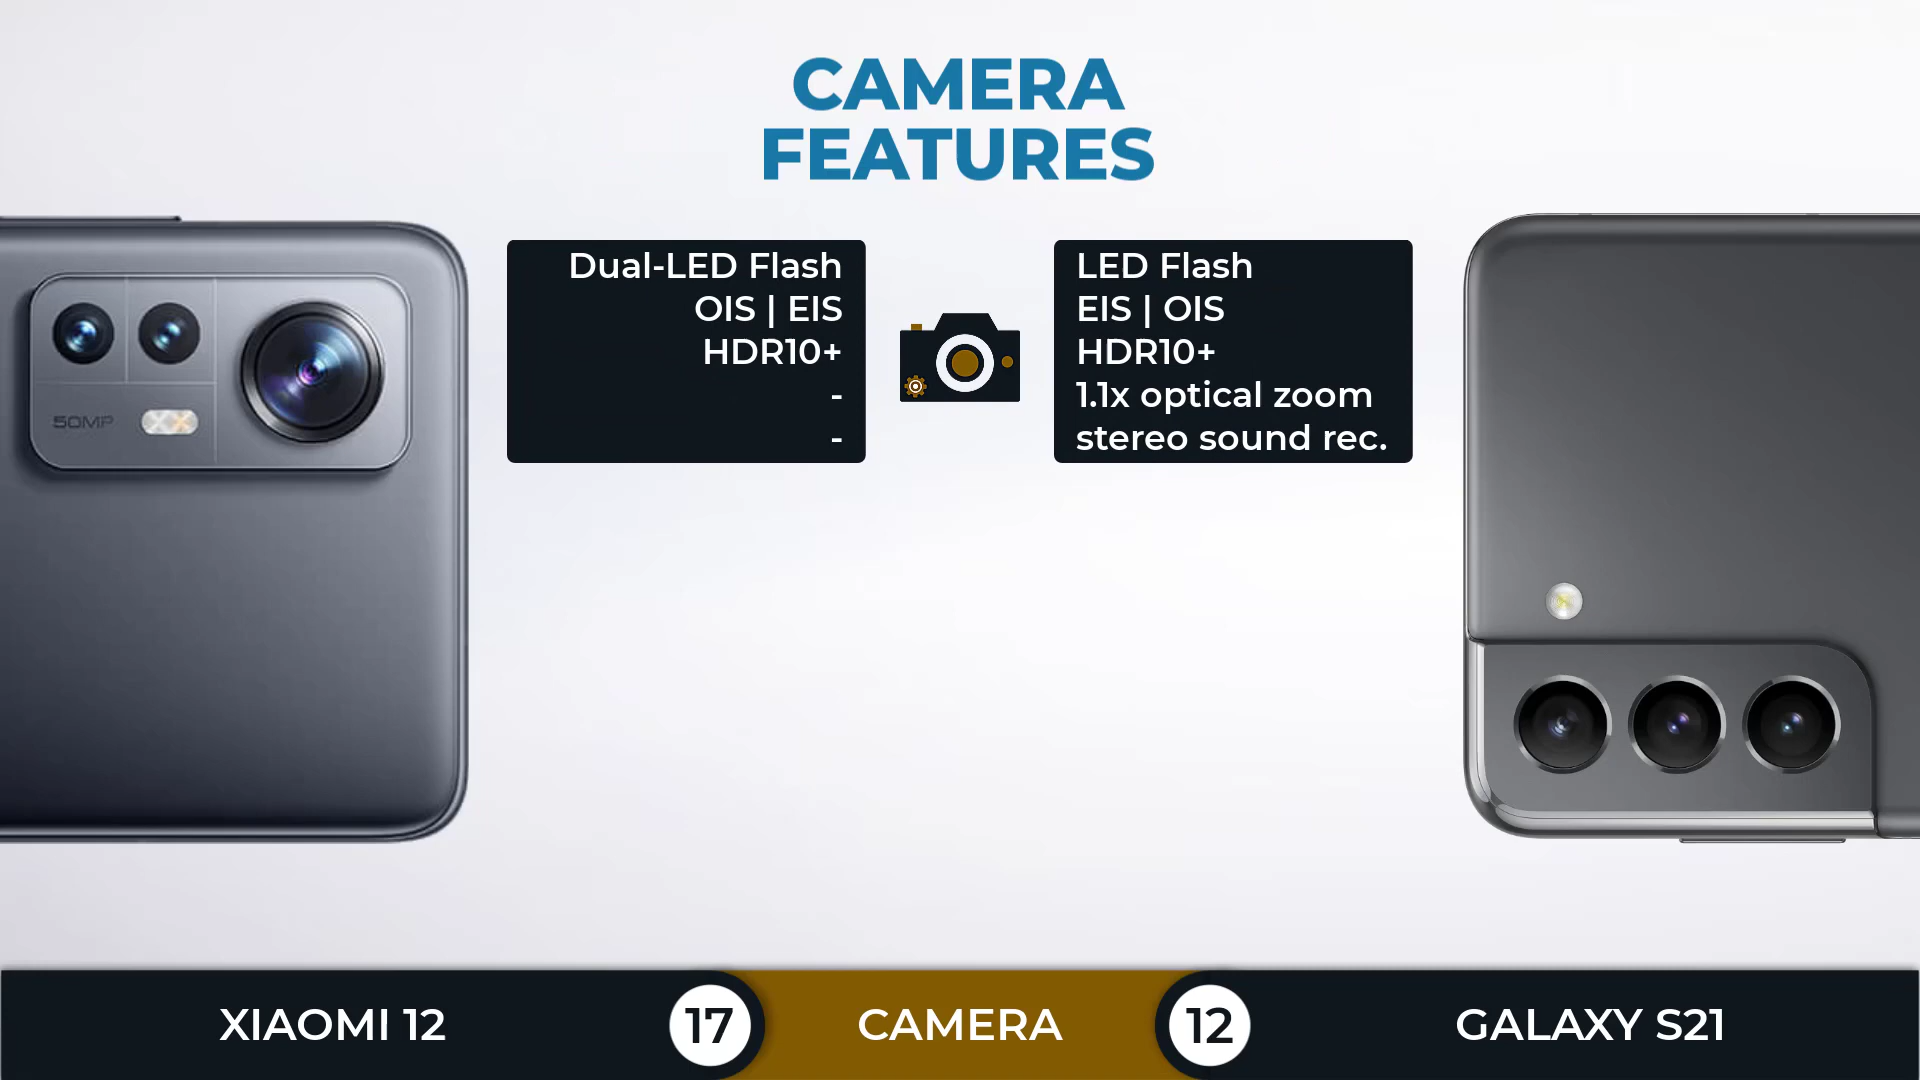 CAMERA
FEATURES
Dual-LED Flash
OIS | EIS
HDR10+
-
-
LED Flash
EIS | OIS
HDR10+
1.1x optical zoom
stereo sound rec.
50MP
XIAOMI 12
17
CAMERA
12
GALAXY S21